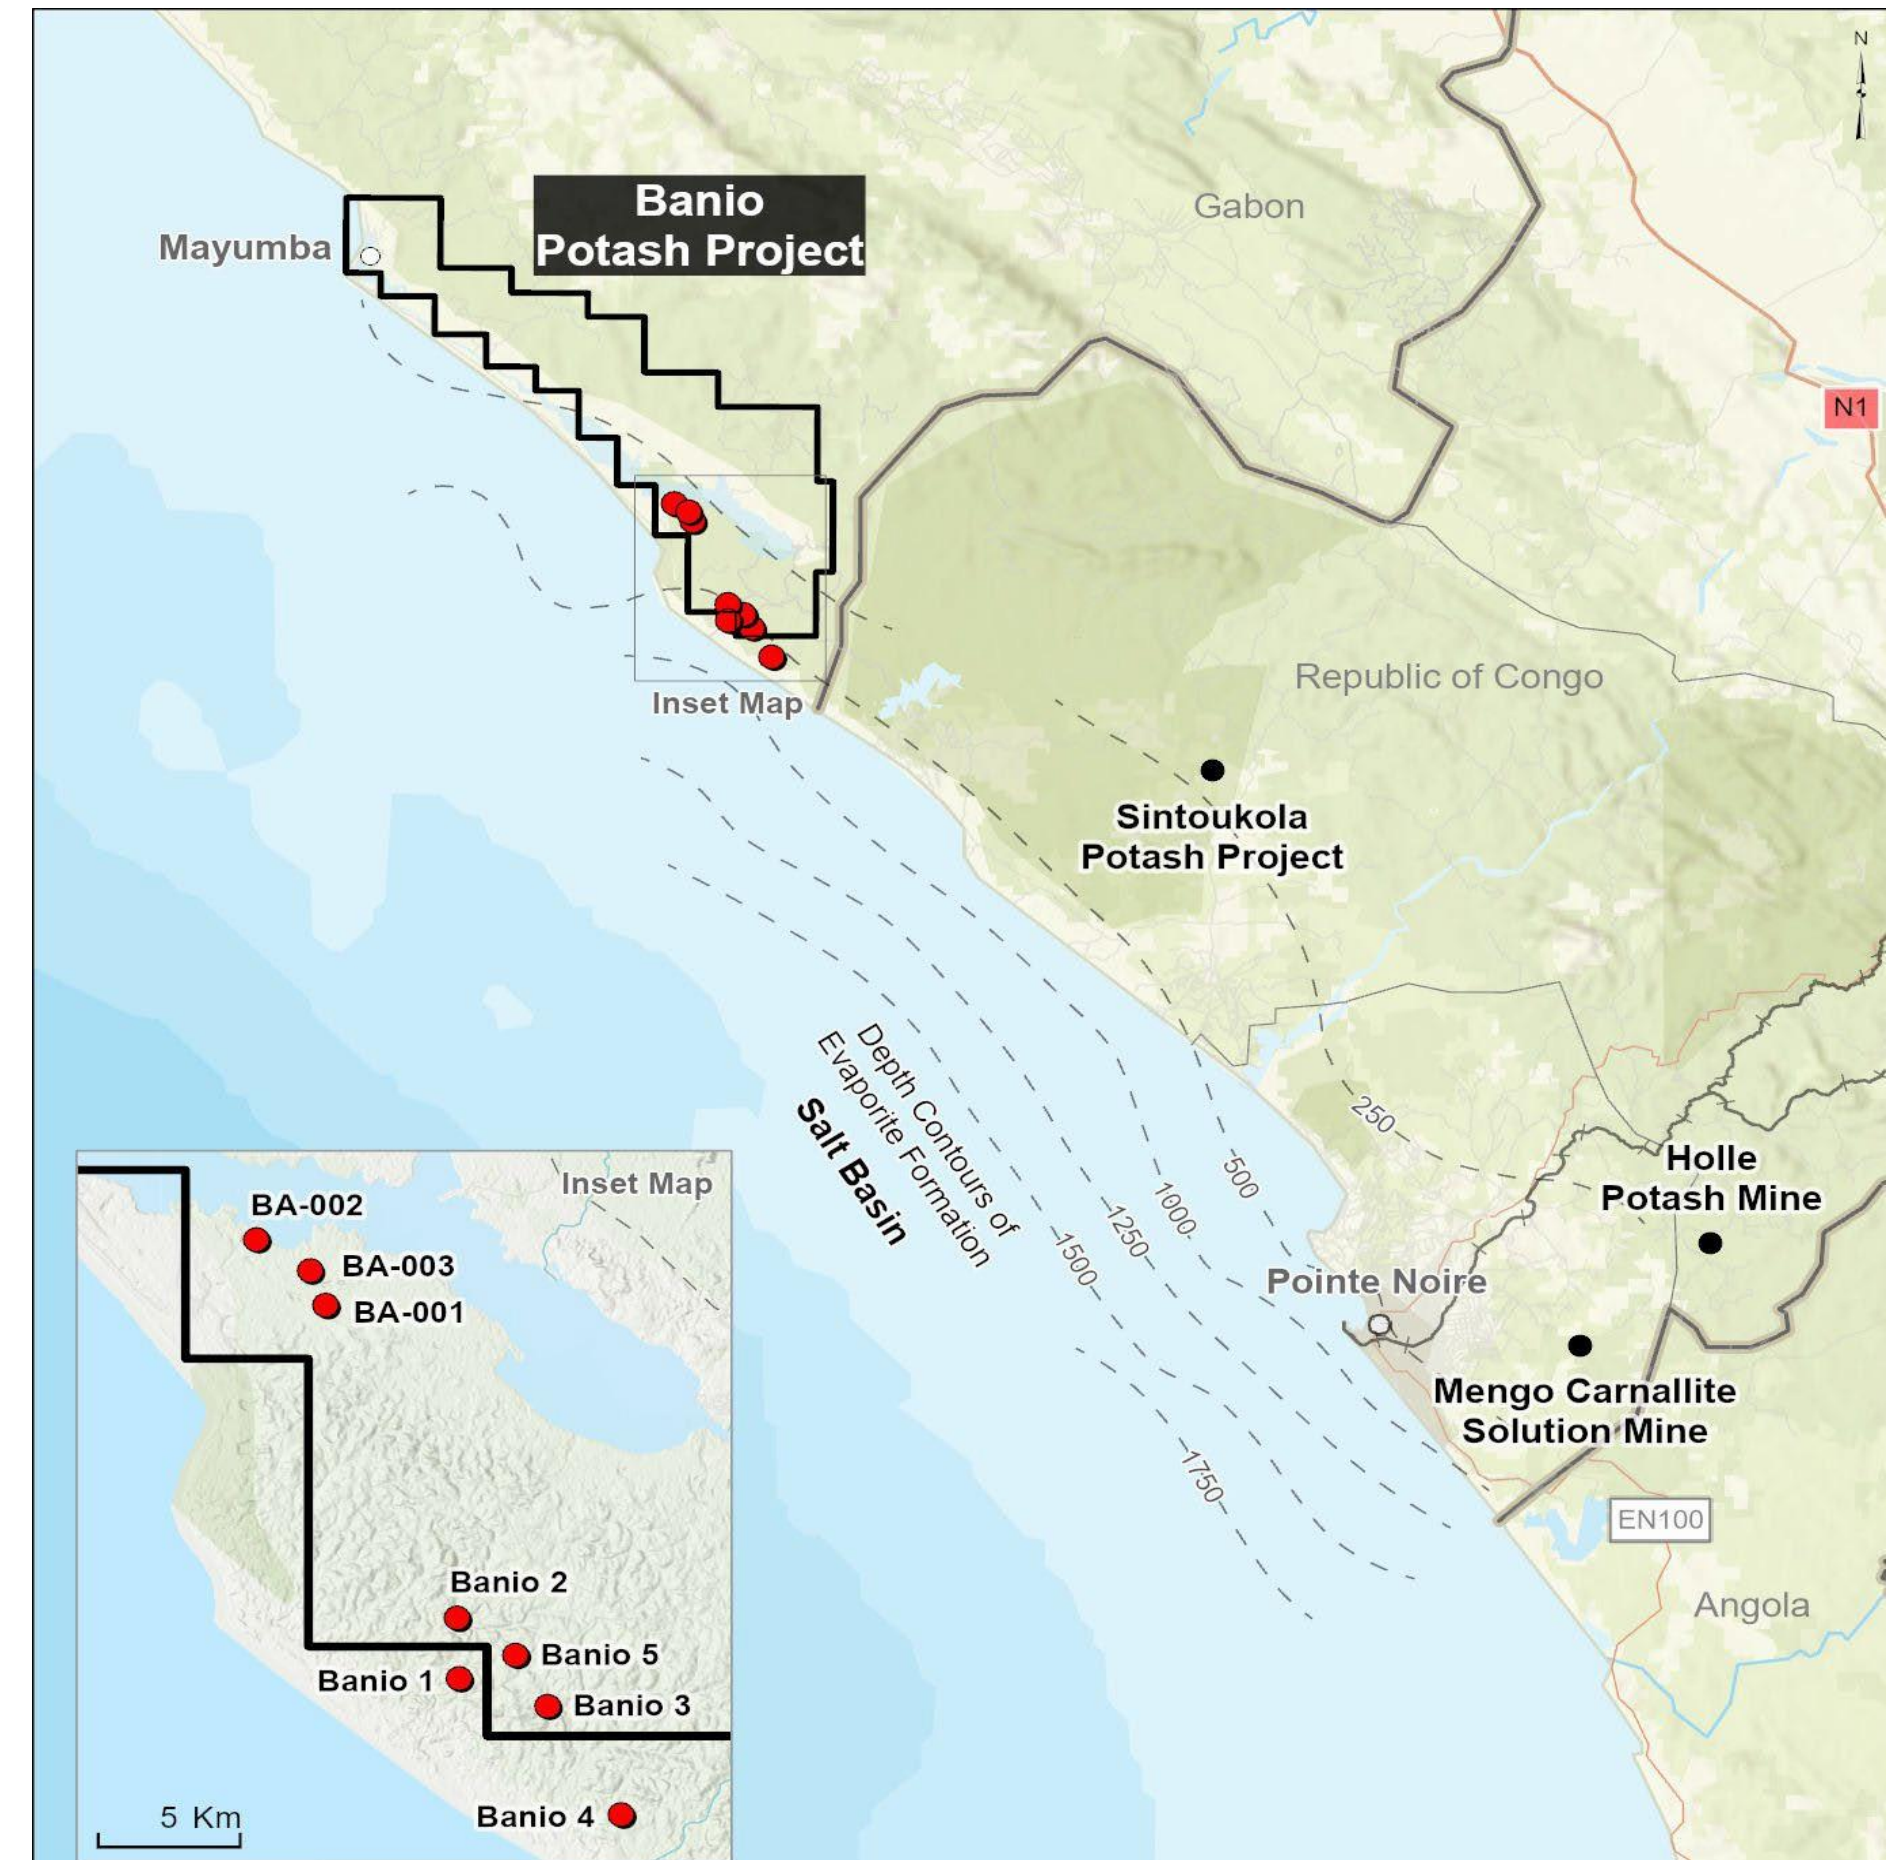 N
Banio
Potash Project
Mayumba
Gabon
N1
Inset Map
Republic of Congo
Sintoukola
Potash Project
Depth Contours of
Evaporite Formation
Salt Basin
250
500
1000
1250
1500
1750
Holle
Potash Mine
Pointe Noire
Mengo Carnallite
Solution Mine
EN100
Angola
Inset Map
BA-002
BA-003
BA-001
Banio 2
Banio 5
Banio 1
Banio 3
Banio 4
5 Km